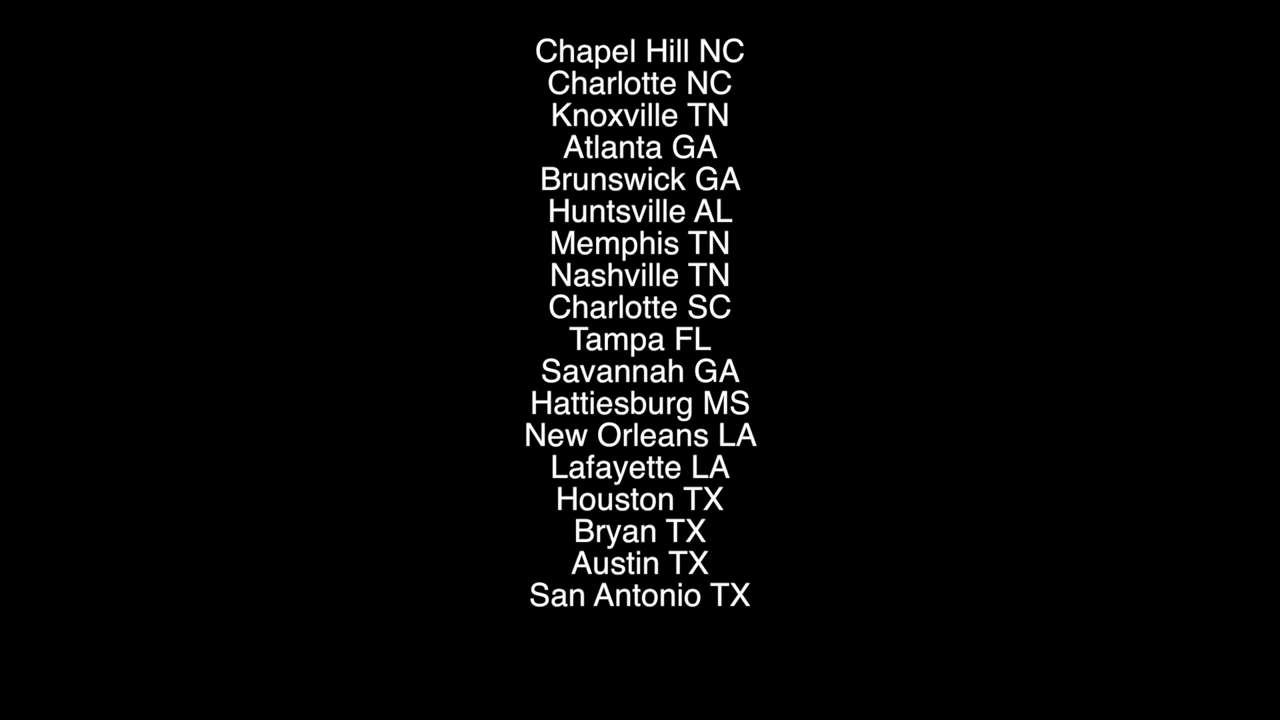 Chapel Hill NC
Charlotte NC
Knoxville TN
Atlanta GA
Brunswick GA
Huntsville AL
Memphis TN
Nashville TN
Charlotte SC
Tampa FL
Savannah GA
Hattiesburg MS
New Orleans LA
Lafayette LA
Houston TX
Bryan TX
Austin TX
San Antonio TX